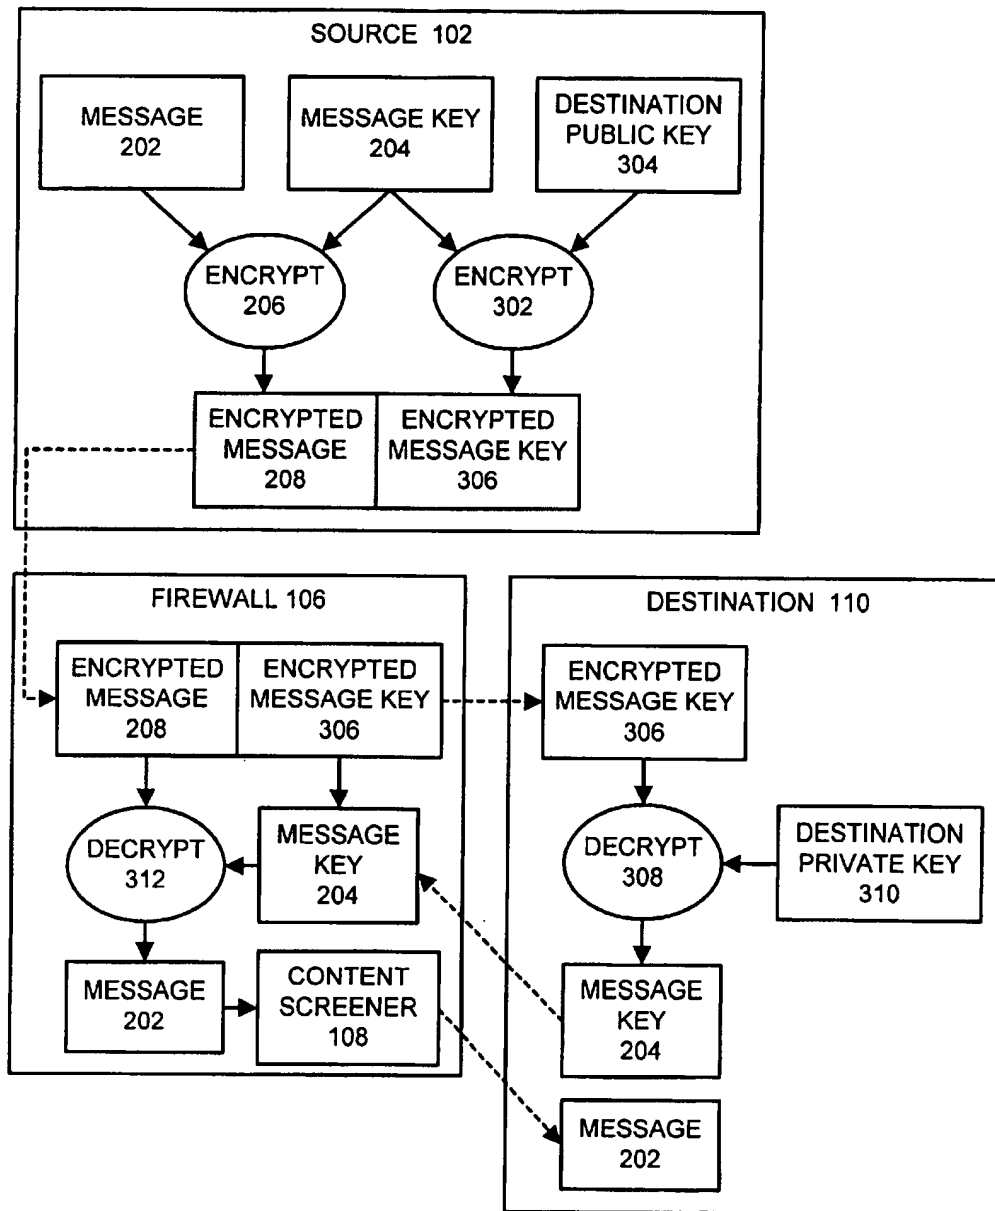 SOURCE 102
MESSAGE
202
MESSAGE KEY
204
DESTINATION
PUBLIC KEY
304
ENCRYPT
206
ENCRYPT
302
ENCRYPTED
MESSAGE
208
ENCRYPTED
MESSAGE KEY
306
FIREWALL 106
ENCRYPTED
MESSAGE
208
ENCRYPTED
MESSAGE KEY
306
DECRYPT
312
MESSAGE
KEY
204
MESSAGE
202
CONTENT
SCREENER
108
DESTINATION 110
ENCRYPTED
MESSAGE KEY
306
DECRYPT
308
DESTINATION
PRIVATE KEY
310
MESSAGE
KEY
204
MESSAGE
202